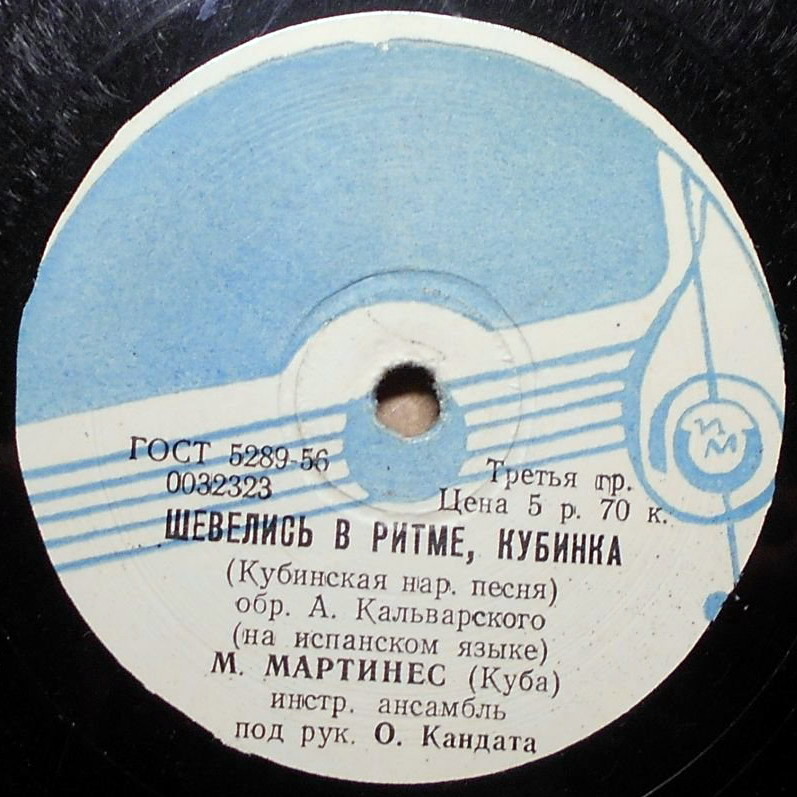 ИМ
ГОСТ 5289-56
0032323
Третья гр.
Цена 5 р. 70 к.
ШЕВЕЛИСЬ В РИТМЕ, КУБИНКА
(Кубинская нар. песня)
обр. А. Кальварского
(на испанском языке)
М. МАРТИНЕС (Куба)
инстр. ансамбль
под рук. О. Кандата